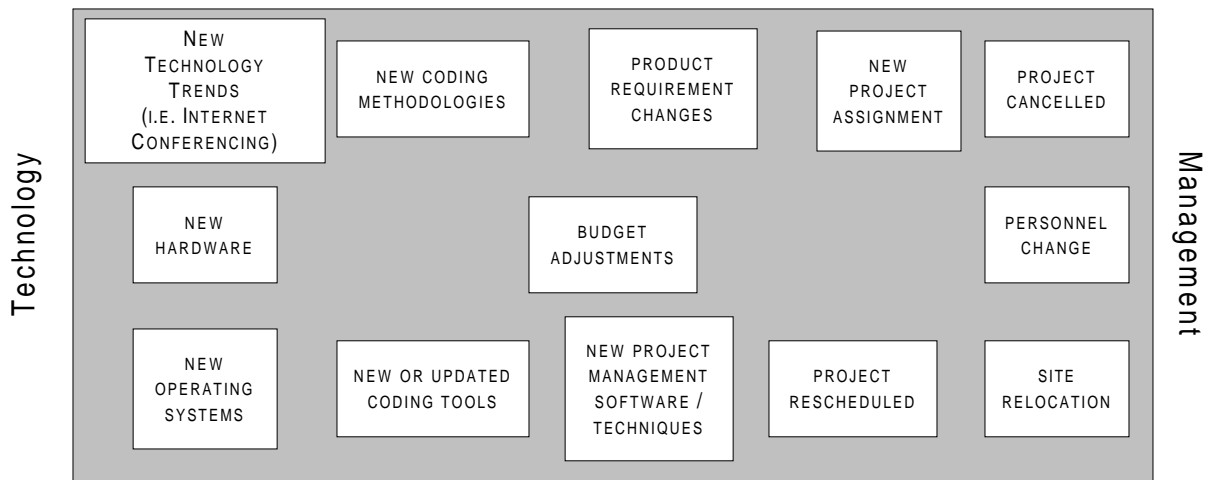 Technology
NEW
TECHNOLOGY
TRENDS
(I.E. INTERNET
CONFERENCING)
NEW CODING
METHODOLOGIES
PRODUCT
REQUIREMENT
CHANGES
NEW
PROJECT
ASSIGNMENT
PROJECT
CANCELLED
NEW
HARDWARE
BUDGET
ADJUSTMENTS
PERSONNEL
CHANGE
NEW
OPERATING
SYSTEMS
NEW OR UPDATED
CODING TOOLS
NEW PROJECT
MANAGEMENT
SOFTWARE /
TECHNIQUES
PROJECT
RESCHEDULED
SITE
RELOCATION
Management